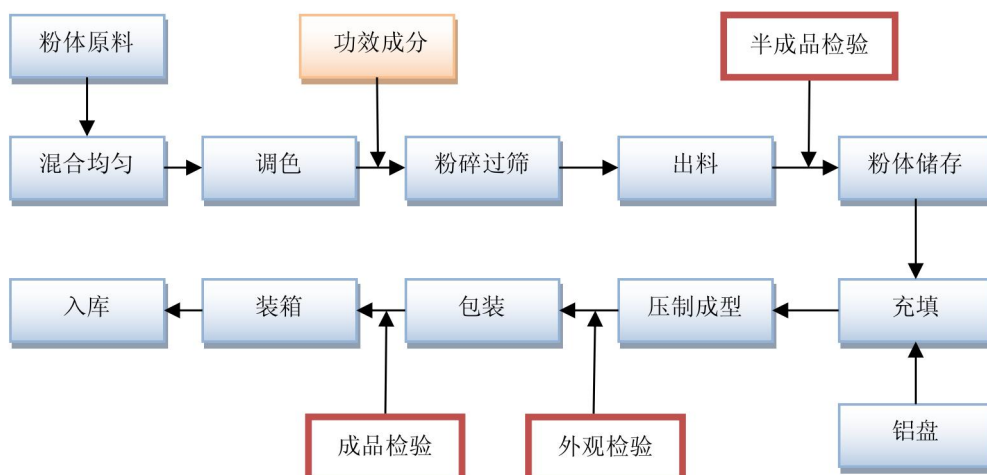 粉体原料
功效成分
半成品检验
混合均匀
调色
粉碎过筛
出料
粉体储存
入库
装箱
包装
压制成型
充填
成品检验
外观检验
铝盘